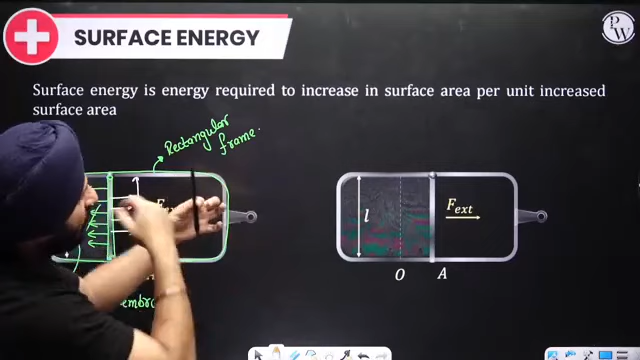 SURFACE ENERGY
PW
Surface energy is energy required to increase in surface area per unit increased
surface area
Rectangular
frame.
l
F_ext
O
A